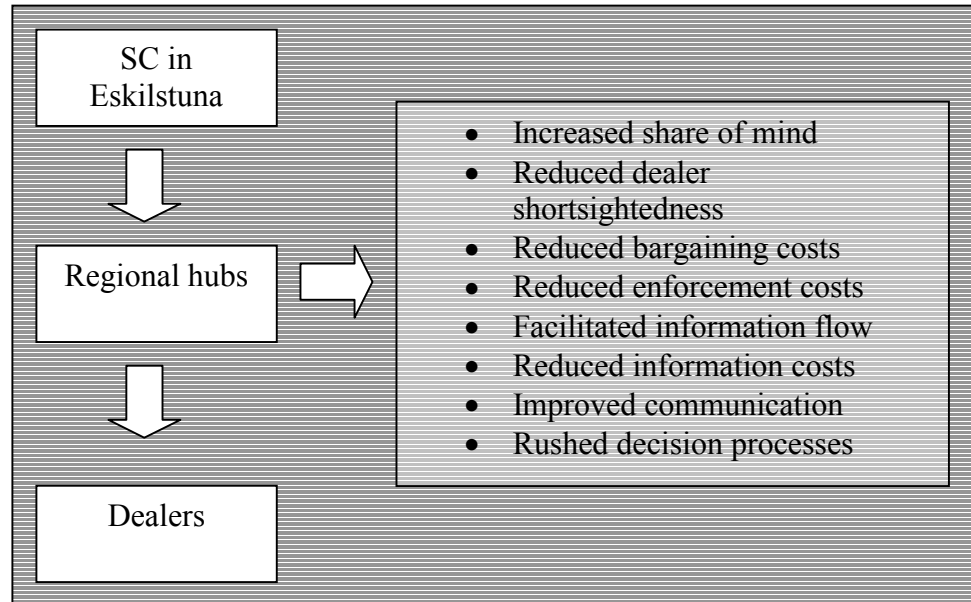 SC in
Eskilstuna
Regional hubs
Dealers
• Increased share of mind
• Reduced dealer
shortsightedness
• Reduced bargaining costs
• Reduced enforcement costs
• Facilitated information flow
• Reduced information costs
• Improved communication
• Rushed decision processes